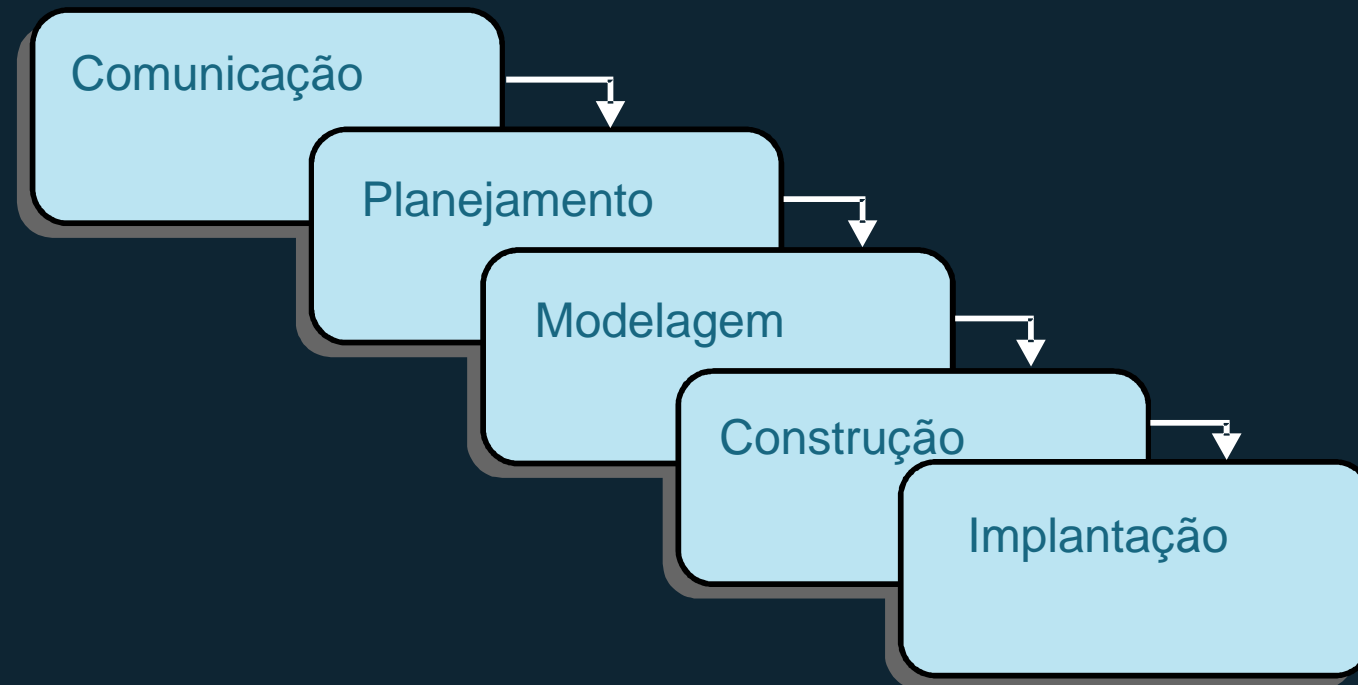 Comunicação
Planejamento
Modelagem
Construção
Implantação